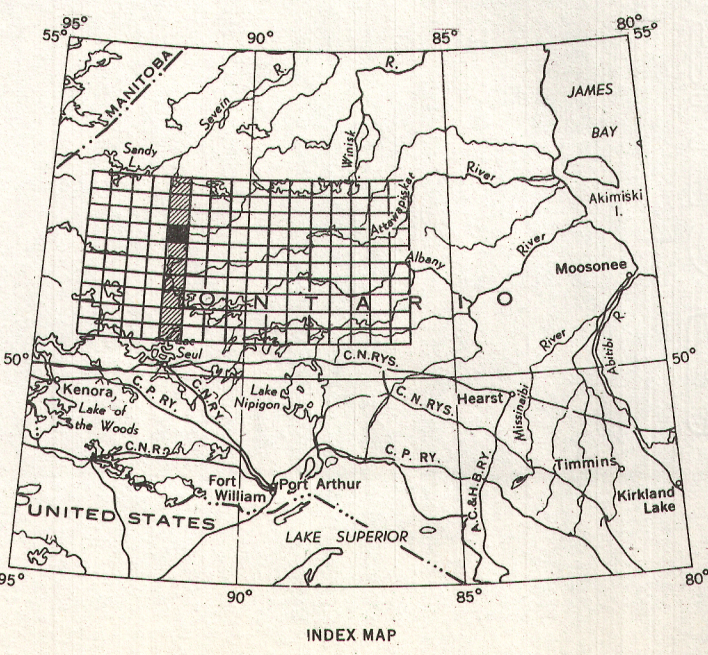 95° 90° 85° 80°
55° 55°
MANITOBA
Severn R.
R.
Winisk
JAMES
BAY
Sandy
L.
Attawapiskat
River
Akimiski
I.
Albany
River
Moosonee
ONTARIO
Seul
50° 50°
C.N.RYS.
River
Abitibi R.
Kenora
C.P. RY.
C.N.RY.
Lake
Nipigon
C.N. RYS.
Hearst
Missinaibi
Lake of
the Woods
C.N.R.
C. P. RY.
Timmins
Fort
William
Port Arthur
A.C.& H.B.RY.
Kirkland
Lake
UNITED STATES
LAKE SUPERIOR
95° 90° 85° 80°
INDEX MAP